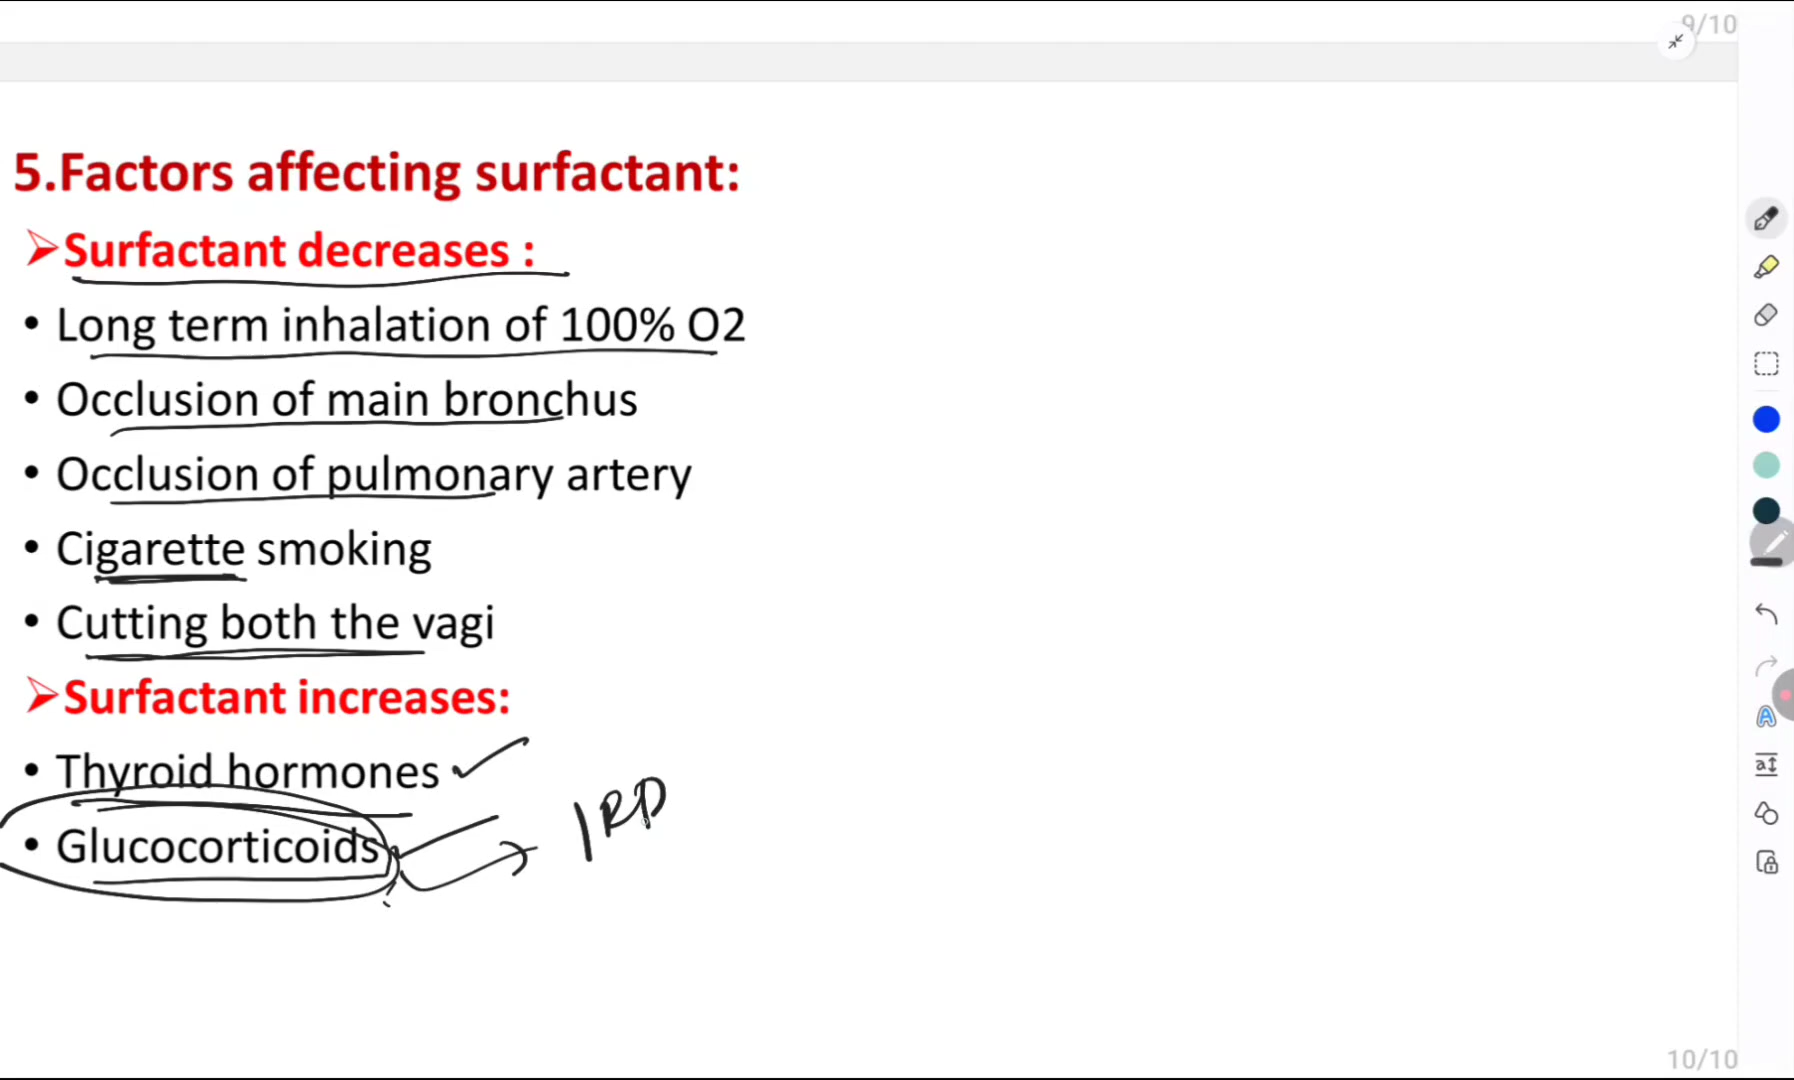 9/10
5.Factors affecting surfactant:
➢Surfactant decreases :
• Long term inhalation of 100% O2
• Occlusion of main bronchus
• Occlusion of pulmonary artery
• Cigarette smoking
• Cutting both the vagi
➢Surfactant increases:
• Thyroid hormones
• Glucocorticoids
IRD
10/10